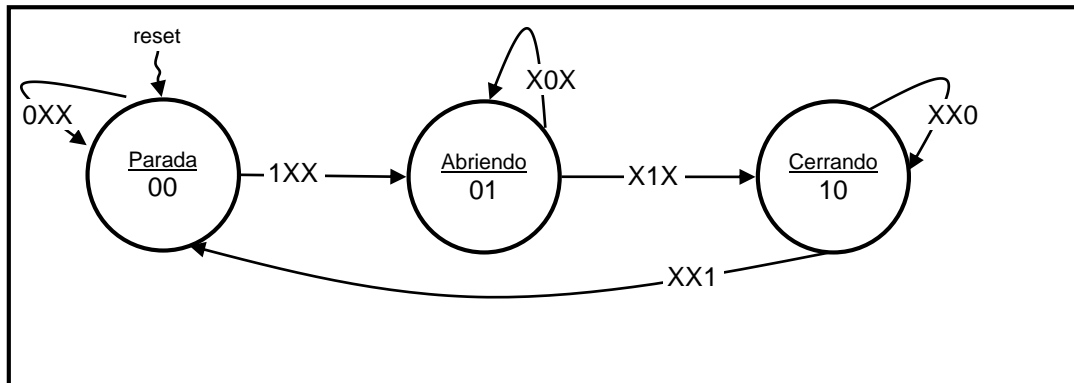 reset
0XX
Parada
00
1XX
X0X
Abriendo
01
X1X
XX0
Cerrando
10
XX1